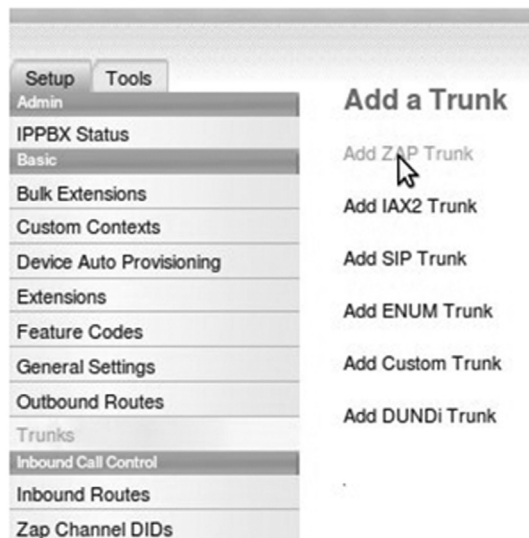 Setup
Tools
Admin
IPPBX Status
Basic
Bulk Extensions
Custom Contexts
Device Auto Provisioning
Extensions
Feature Codes
General Settings
Outbound Routes
Trunks
Inbound Call Control
Inbound Routes
Zap Channel DIDs
Add a Trunk
Add ZAP Trunk
Add IAX2 Trunk
Add SIP Trunk
Add ENUM Trunk
Add Custom Trunk
Add DUNDi Trunk